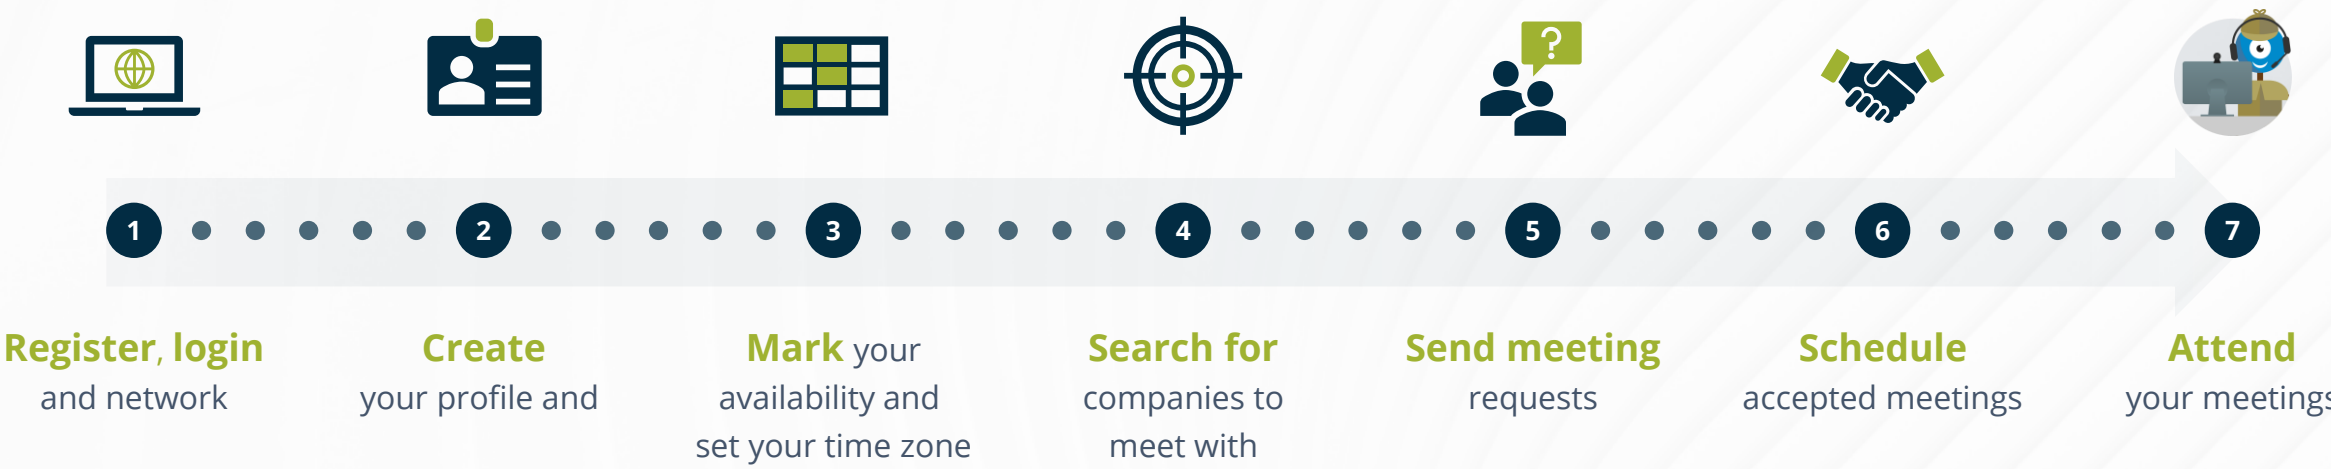 ?
1
2
3
4
5
6
7
Register, login
and network
Create
your profile and
Mark your
availability and
set your time zone
Search for
companies to
meet with
Send meeting
requests
Schedule
accepted meetings
Attend
your meetings